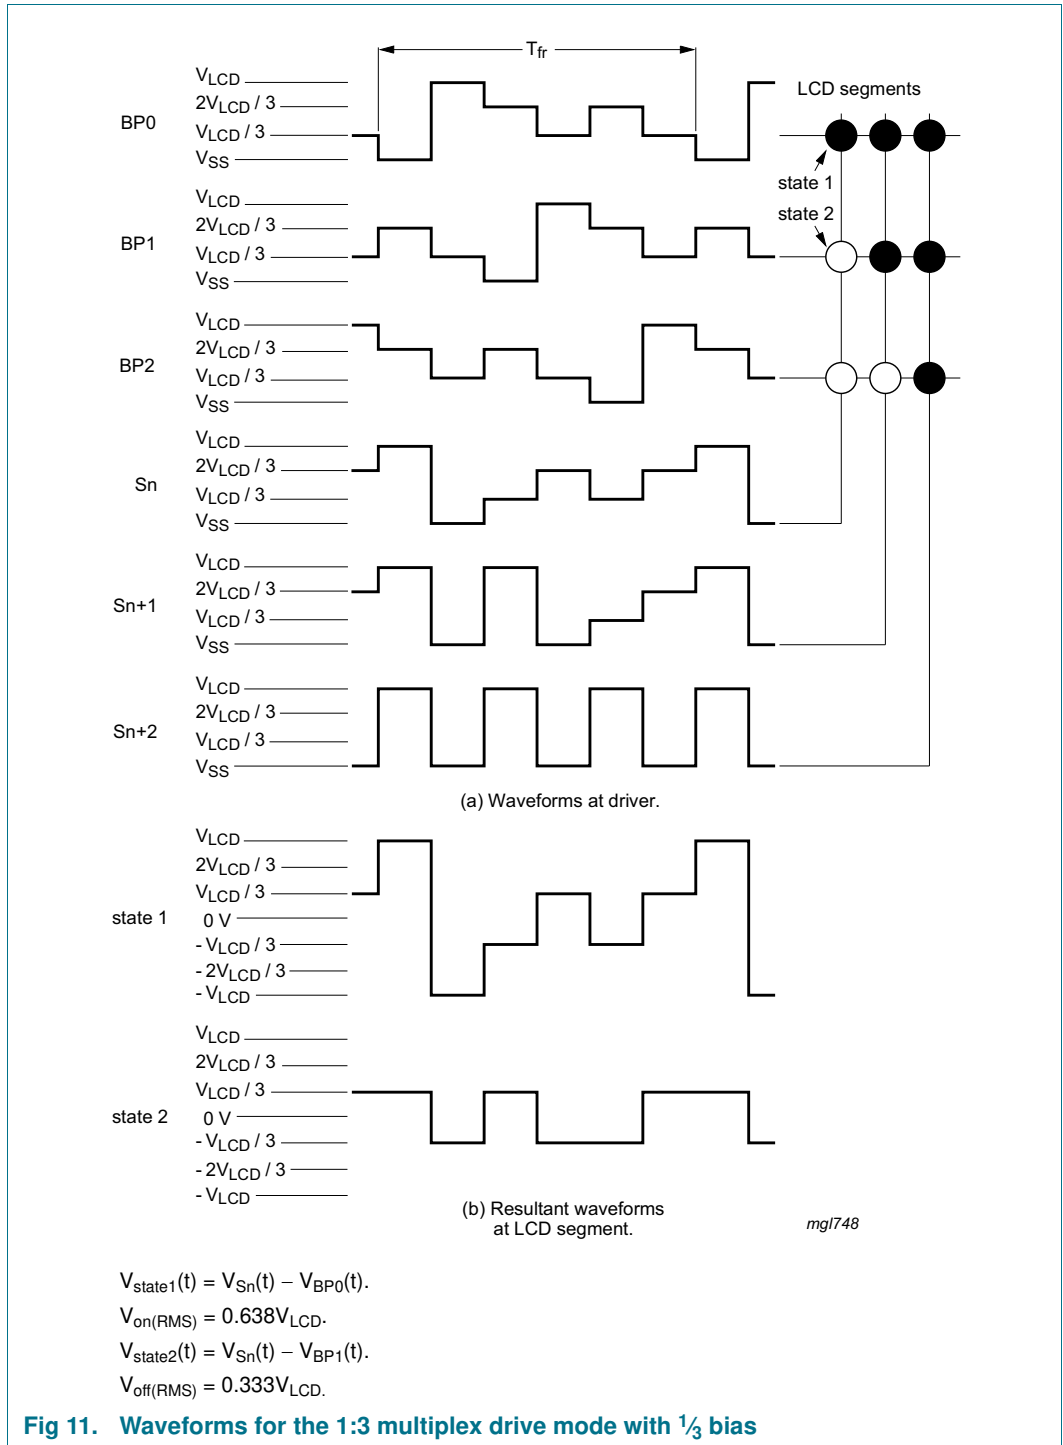 Tfr
BP0
VLCD
2VLCD / 3
VLCD / 3
VSS
LCD segments
state 1
state 2
BP1
VLCD
2VLCD / 3
VLCD / 3
VSS
BP2
VLCD
2VLCD / 3
VLCD / 3
VSS
Sn
VLCD
2VLCD / 3
VLCD / 3
VSS
Sn+1
VLCD
2VLCD / 3
VLCD / 3
VSS
Sn+2
VLCD
2VLCD / 3
VLCD / 3
VSS
(a) Waveforms at driver.
state 1
VLCD
2VLCD / 3
VLCD / 3
0 V
- VLCD / 3
- 2VLCD / 3
- VLCD
state 2
VLCD
2VLCD / 3
VLCD / 3
0 V
- VLCD / 3
- 2VLCD / 3
- VLCD
(b) Resultant waveforms
at LCD segment.
mgl748
Vstate1(t) = VSn(t) − VBP0(t).
Von(RMS) = 0.638VLCD.
Vstate2(t) = VSn(t) − VBP1(t).
Voff(RMS) = 0.333VLCD.
Fig 11. Waveforms for the 1:3 multiplex drive mode with 1⁄3 bias